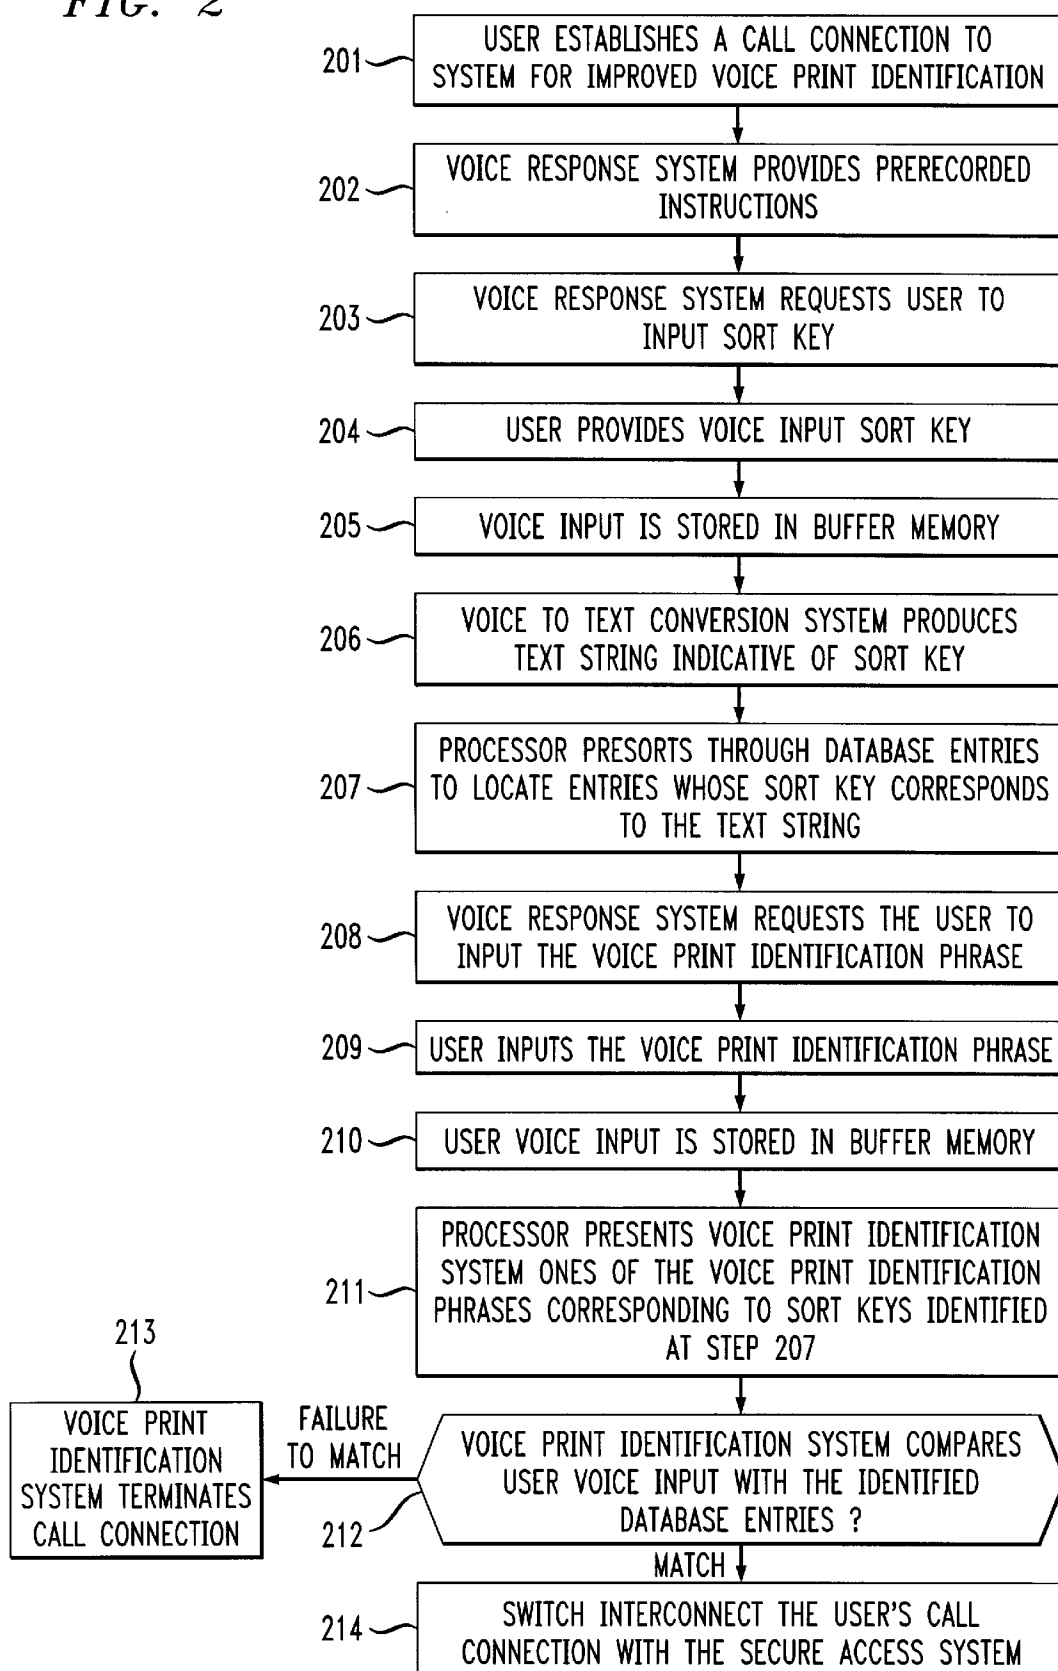 FIG. 2
201
USER ESTABLISHES A CALL CONNECTION TO
SYSTEM FOR IMPROVED VOICE PRINT IDENTIFICATION
202
VOICE RESPONSE SYSTEM PROVIDES PRERECORDED
INSTRUCTIONS
203
VOICE RESPONSE SYSTEM REQUESTS USER TO
INPUT SORT KEY
204
USER PROVIDES VOICE INPUT SORT KEY
205
VOICE INPUT IS STORED IN BUFFER MEMORY
206
VOICE TO TEXT CONVERSION SYSTEM PRODUCES
TEXT STRING INDICATIVE OF SORT KEY
207
PROCESSOR PRESORTS THROUGH DATABASE ENTRIES
TO LOCATE ENTRIES WHOSE SORT KEY CORRESPONDS
TO THE TEXT STRING
208
VOICE RESPONSE SYSTEM REQUESTS THE USER TO
INPUT THE VOICE PRINT IDENTIFICATION PHRASE
209
USER INPUTS THE VOICE PRINT IDENTIFICATION PHRASE
210
USER VOICE INPUT IS STORED IN BUFFER MEMORY
211
PROCESSOR PRESENTS VOICE PRINT IDENTIFICATION
SYSTEM ONES OF THE VOICE PRINT IDENTIFICATION
PHRASES CORRESPONDING TO SORT KEYS IDENTIFIED
AT STEP 207
212
VOICE PRINT IDENTIFICATION SYSTEM COMPARES
USER VOICE INPUT WITH THE IDENTIFIED
DATABASE ENTRIES ?
FAILURE
TO MATCH
213
VOICE PRINT
IDENTIFICATION
SYSTEM TERMINATES
CALL CONNECTION
MATCH
214
SWITCH INTERCONNECT THE USER'S CALL
CONNECTION WITH THE SECURE ACCESS SYSTEM